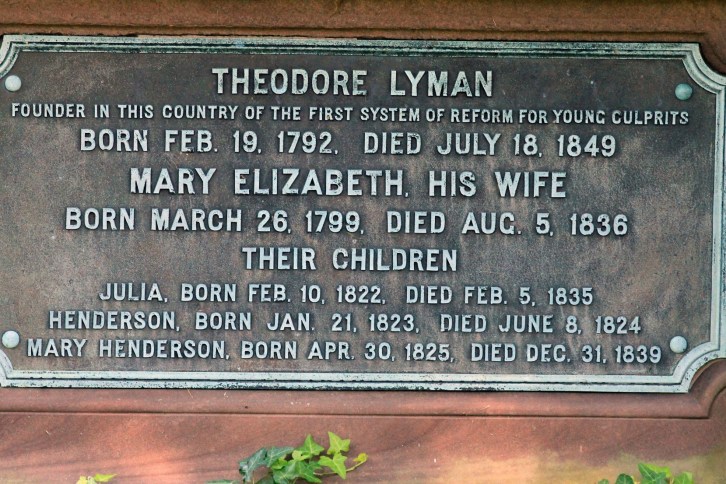 THEODORE LYMAN
FOUNDER IN THIS COUNTRY OF THE FIRST SYSTEM OF REFORM FOR YOUNG CULPRITS
BORN FEB. 19, 1792, DIED JULY 18, 1849
MARY ELIZABETH, HIS WIFE
BORN MARCH 26, 1799, DIED AUG. 5, 1836
THEIR CHILDREN
JULIA, BORN FEB. 10, 1822, DIED FEB. 5, 1835
HENDERSON, BORN JAN. 21, 1823, DIED JUNE 8, 1824
MARY HENDERSON, BORN APR. 30, 1825, DIED DEC. 31, 1839